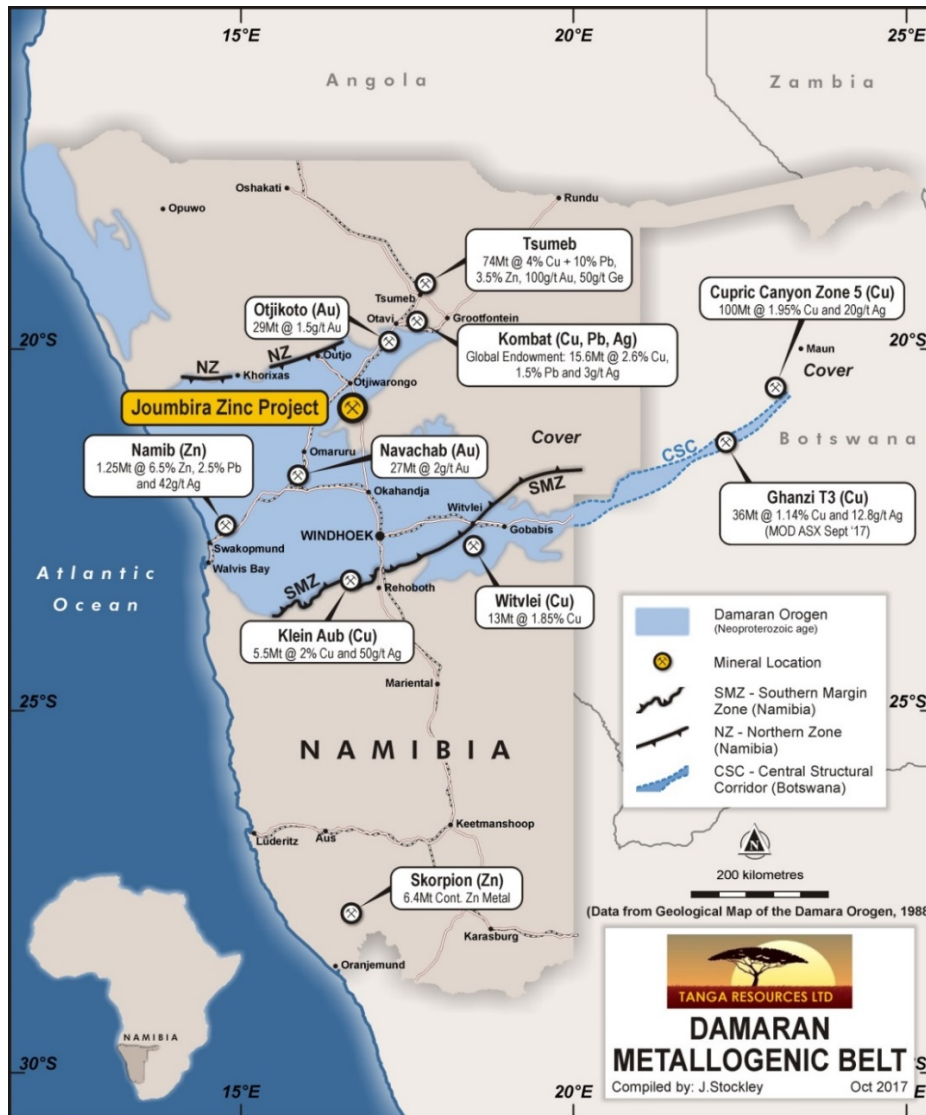 15°E
20°E
25°E
Angola
Zambia
Oshakati
Rundu
Opuwo
Tsumeb
74Mt @ 4% Cu + 10% Pb,
3.5% Zn, 100g/t Au, 50g/t Ge
Cupric Canyon Zone 5 (Cu)
100Mt @ 1.95% Cu and 20g/t Ag
Tsumeb
Otjikoto (Au)
29Mt @ 1.5g/t Au
Otavi
Grootfontein
20°S
20°S
Kombat (Cu, Pb, Ag)
Global Endowment: 15.6Mt @ 2.6% Cu,
1.5% Pb and 3g/t Ag
Maun
Cover
NZ
NZ
Outjo
Khorixas
Otjiwarongo
Joumbira Zinc Project
Botswana
CSC
Namib (Zn)
1.25Mt @ 6.5% Zn, 2.5% Pb
and 42g/t Ag
Omaruru
Navachab (Au)
27Mt @ 2g/t Au
Cover
SMZ
Okahandja
Witvlei
Gobabis
Ghanzi T3 (Cu)
36Mt @ 1.14% Cu and 12.8g/t Ag
(MOD ASX Sept ‘17)
WINDHOEK
Swakopmund
Walvis Bay
Atlantic
Ocean
SMZ
Rehoboth
Witvlei (Cu)
13Mt @ 1.85% Cu
Klein Aub (Cu)
5.5Mt @ 2% Cu and 50g/t Ag
Damaran Orogen
(Neoproterozoic age)
Mineral Location
SMZ - Southern Margin
Zone (Namibia)
NZ - Northern Zone
(Namibia)
CSC - Central Structural
Corridor (Botswana)
Mariental
25°S
25°S
NAMIBIA
Keetmanshoop
Lüderitz
Aus
N
200 kilometres
(Data from Geological Map of the Damara Orogen, 1988
Skorpion (Zn)
6.4Mt Cont. Zn Metal
Karasburg
Oranjemund
TANGA RESOURCES LTD
DAMARAN
METALLOGENIC BELT
Compiled by: J.Stockley
Oct 2017
NAMIBIA
30°S
30°S
15°E
20°E
25°E